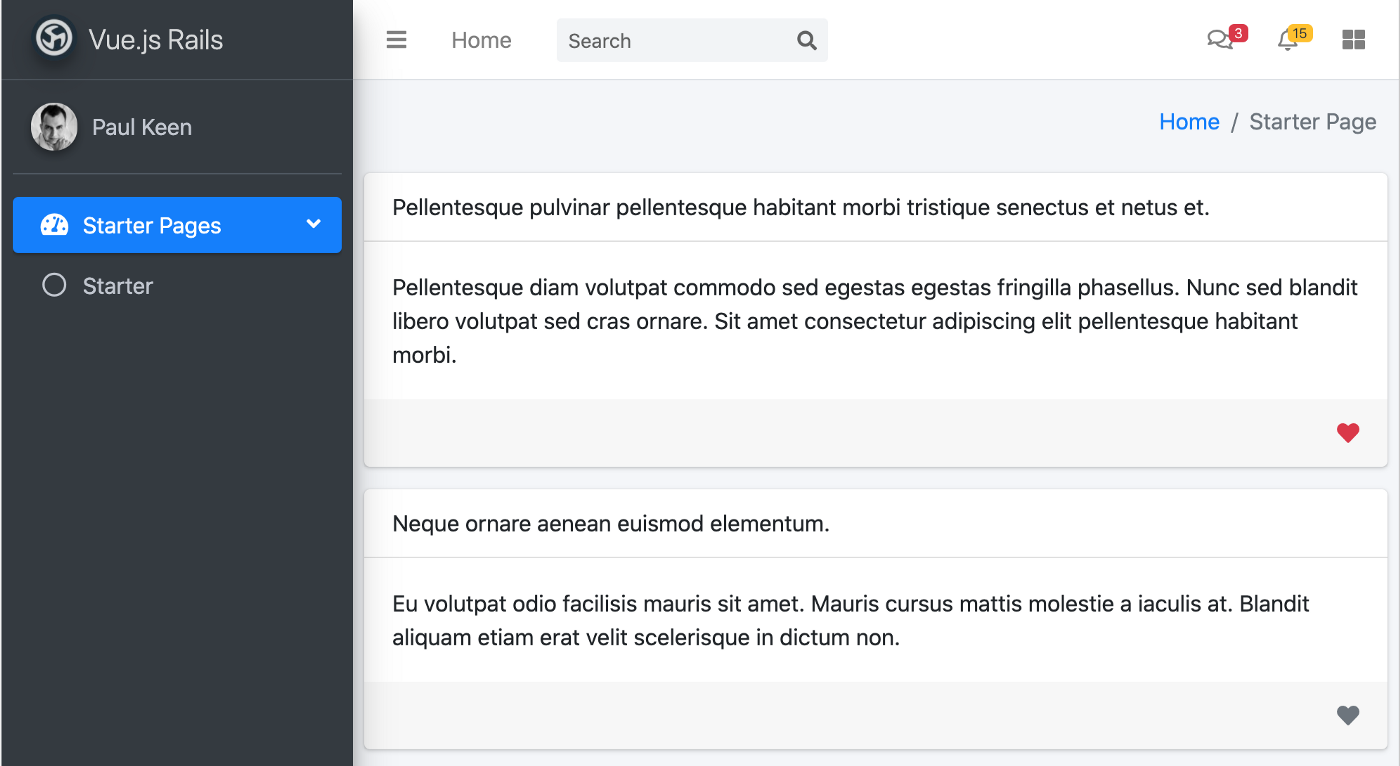 Vue.js Rails
Home
Search
3
15
Paul Keen
Home / Starter Page
Starter Pages
Starter
Pellentesque pulvinar pellentesque habitant morbi tristique senectus et netus et.
Pellentesque diam volutpat commodo sed egestas egestas fringilla phasellus. Nunc sed blandit
libero volutpat sed cras ornare. Sit amet consectetur adipiscing elit pellentesque habitant
morbi.
Neque ornare aenean euismod elementum.
Eu volutpat odio facilisis mauris sit amet. Mauris cursus mattis molestie a iaculis at. Blandit
aliquam etiam erat velit scelerisque in dictum non.